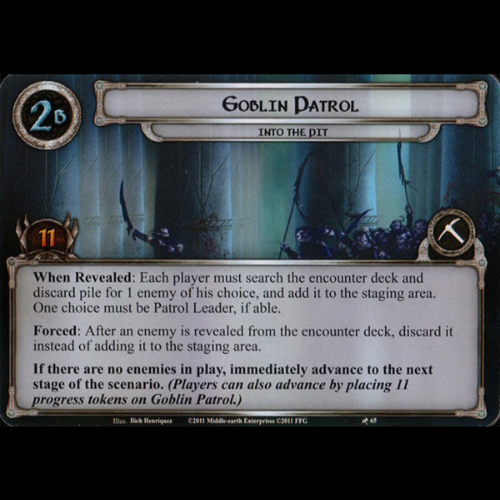 2B
GOBLIN PATROL
INTO THE PIT
11
When Revealed: Each player must search the encounter deck and
discard pile for 1 enemy of his choice, and add it to the staging area.
One choice must be Patrol Leader, if able.
Forced: After an enemy is revealed from the encounter deck, discard it
instead of adding it to the staging area.
If there are no enemies in play, immediately advance to the next
stage of the scenario. (Players can also advance by placing 11
progress tokens on Goblin Patrol.)
Illus. Ilich Henriquez ©2011 Middle-earth Enterprises ©2011 FFG 65